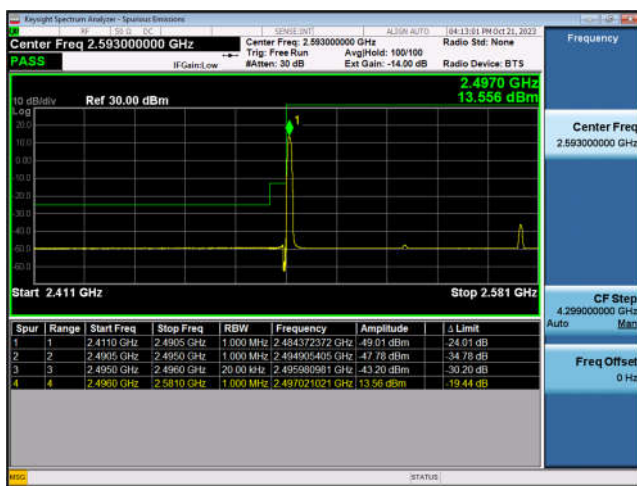 Keysight Spectrum Analyzer - Spurious Emissions
RF 50 Ω DC SENSE:INT ALIGN AUTO 04:13:01 PM Oct 21, 2023
Center Freq 2.593000000 GHz
Center Freq: 2.593000000 GHz
Radio Std: None
Trig: Free Run Avg|Hold: 100/100
PASS
IFGain:Low #Atten: 30 dB Ext Gain: -14.00 dB Radio Device: BTS
2.4970 GHz
13.556 dBm
10 dB/div Ref 30.00 dBm
Log
20.0
10.0
0.00
-10.0
-20.0
-30.0
-40.0
-50.0
-60.0
1
Start 2.411 GHz Stop 2.581 GHz
Spur Range Start Freq Stop Freq RBW Frequency Amplitude Δ Limit
1 1 2.4110 GHz 2.4905 GHz 1.000 MHz 2.484372372 GHz -49.01 dBm -24.01 dB
2 2 2.4905 GHz 2.4950 GHz 1.000 MHz 2.494905405 GHz -47.78 dBm -34.78 dB
3 3 2.4950 GHz 2.4960 GHz 20.00 kHz 2.495980981 GHz -43.20 dBm -30.20 dB
4 4 2.4960 GHz 2.5810 GHz 1.000 MHz 2.497021021 GHz 13.56 dBm -19.44 dB
MSG STATUS
Frequency
Center Freq
2.593000000 GHz
CF Step
4.299000000 GHz
Auto Man
Freq Offset
0 Hz